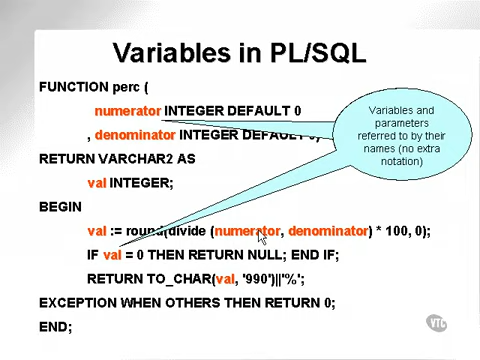 Variables in PL/SQL
FUNCTION perc (
numerator INTEGER DEFAULT 0
, denominator INTEGER DEFAULT 0)
RETURN VARCHAR2 AS
val INTEGER;
BEGIN
val := round(divide (numerator, denominator) * 100, 0);
IF val = 0 THEN RETURN NULL; END IF;
RETURN TO_CHAR(val, '990')||'%';
EXCEPTION WHEN OTHERS THEN RETURN 0;
END;
Variables and
parameters
referred to by their
names (no extra
notation)
VTC